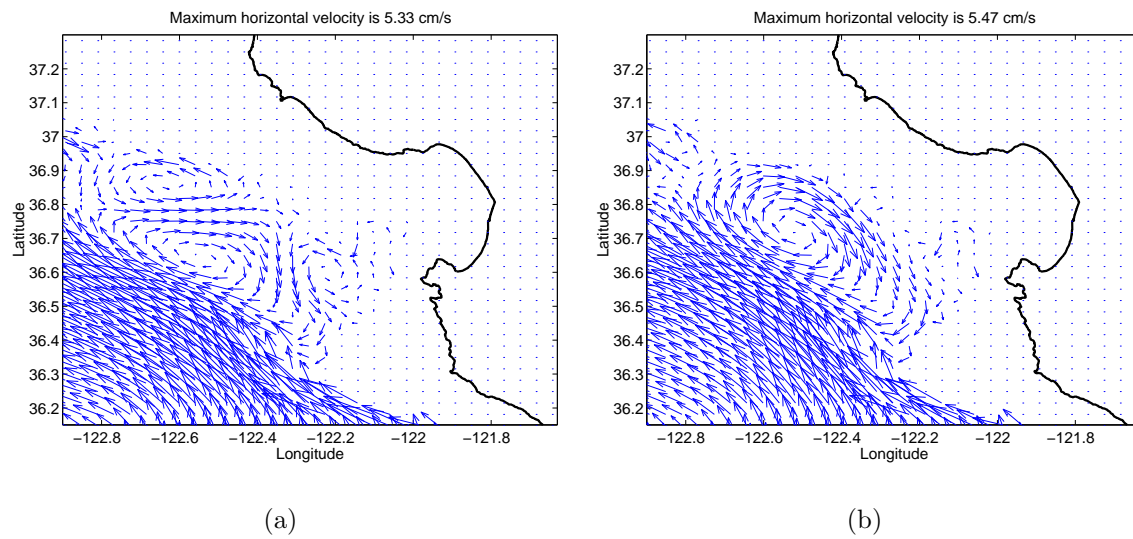 Maximum horizontal velocity is 5.33 cm/s
37.2
37.1
37
36.9
36.8
36.7
36.6
36.5
36.4
36.3
36.2
Latitude
−122.8 −122.6 −122.4 −122.2 −122 −121.8
Longitude
(a)
Maximum horizontal velocity is 5.47 cm/s
37.2
37.1
37
36.9
36.8
36.7
36.6
36.5
36.4
36.3
36.2
Latitude
−122.8 −122.6 −122.4 −122.2 −122 −121.8
Longitude
(b)